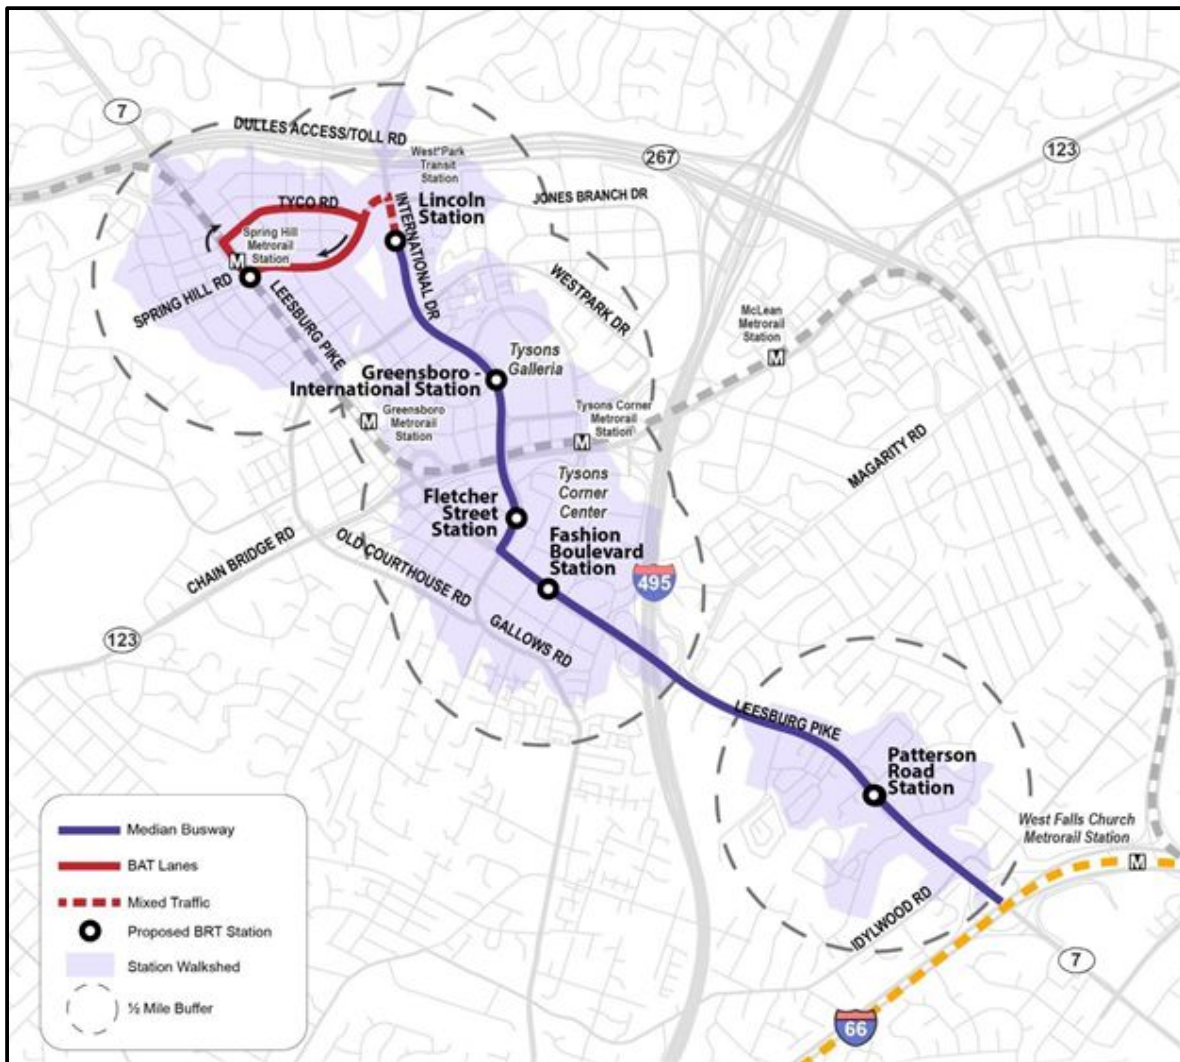 7
DULLES ACCESS/TOLL RD
West*Park
Transit
Station
267
123
TYCO RD
INTERNATIONAL DR
Lincoln
Station
JONES BRANCH DR
Spring Hill
Metrorail
Station
M
SPRING HILL RD
LEESBURG PIKE
WESTPARK DR
McLean
Metrorail
Station
M
Tysons
Galleria
Greensboro -
International Station
M
Greensboro
Metrorail
Station
Tysons Corner
Metrorail
Station
M
MAGARITY RD
Tysons
Corner
Center
Fletcher
Street
Station
Fashion
Boulevard
Station
CHAIN BRIDGE RD
OLD COURTHOUSE RD
495
123
GALLOWS RD
LEESBURG PIKE
Patterson
Road
Station
West Falls Church
Metrorail Station
M
IDYLWOOD RD
7
66
Median Busway
BAT Lanes
Mixed Traffic
Proposed BRT Station
Station Walkshed
½ Mile Buffer